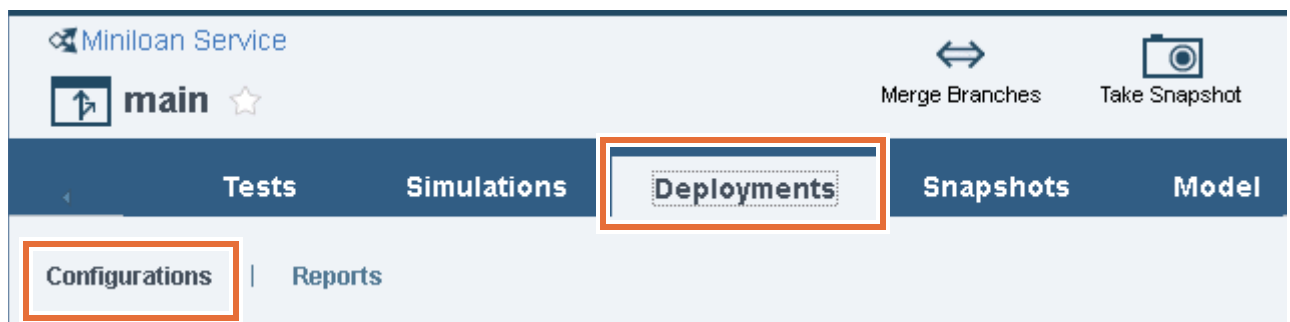 Miniloan Service
main
Merge Branches Take Snapshot
Tests Simulations Deployments Snapshots Model
Configurations | Reports